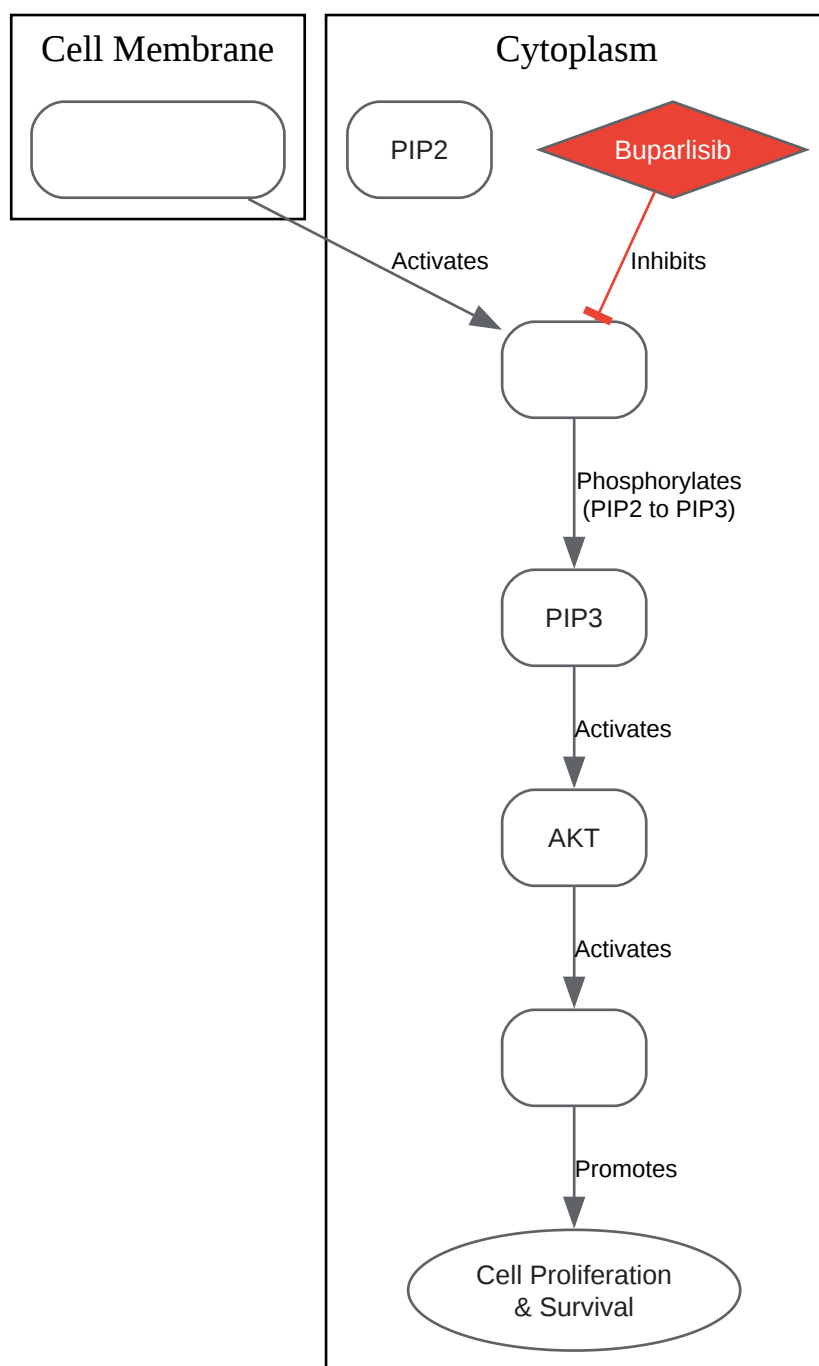 Cell Membrane
Cytoplasm
PIP2
Buparlisib
Activates
Inhibits
Phosphorylates
(PIP2 to PIP3)
PIP3
Activates
AKT
Activates
Promotes
Cell Proliferation
& Survival